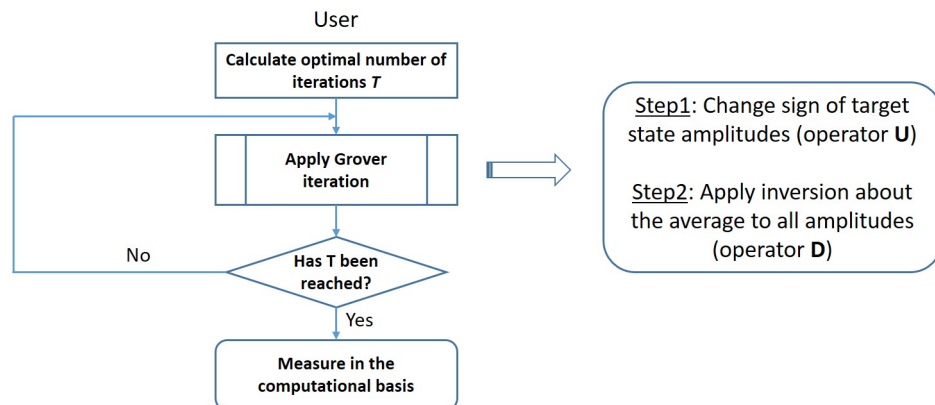 User
Calculate optimal number of
iterations T
Apply Grover
iteration
No
Has T been
reached?
Yes
Measure in the
computational basis
Step1: Change sign of target
state amplitudes (operator U)
Step2: Apply inversion about
the average to all amplitudes
(operator D)